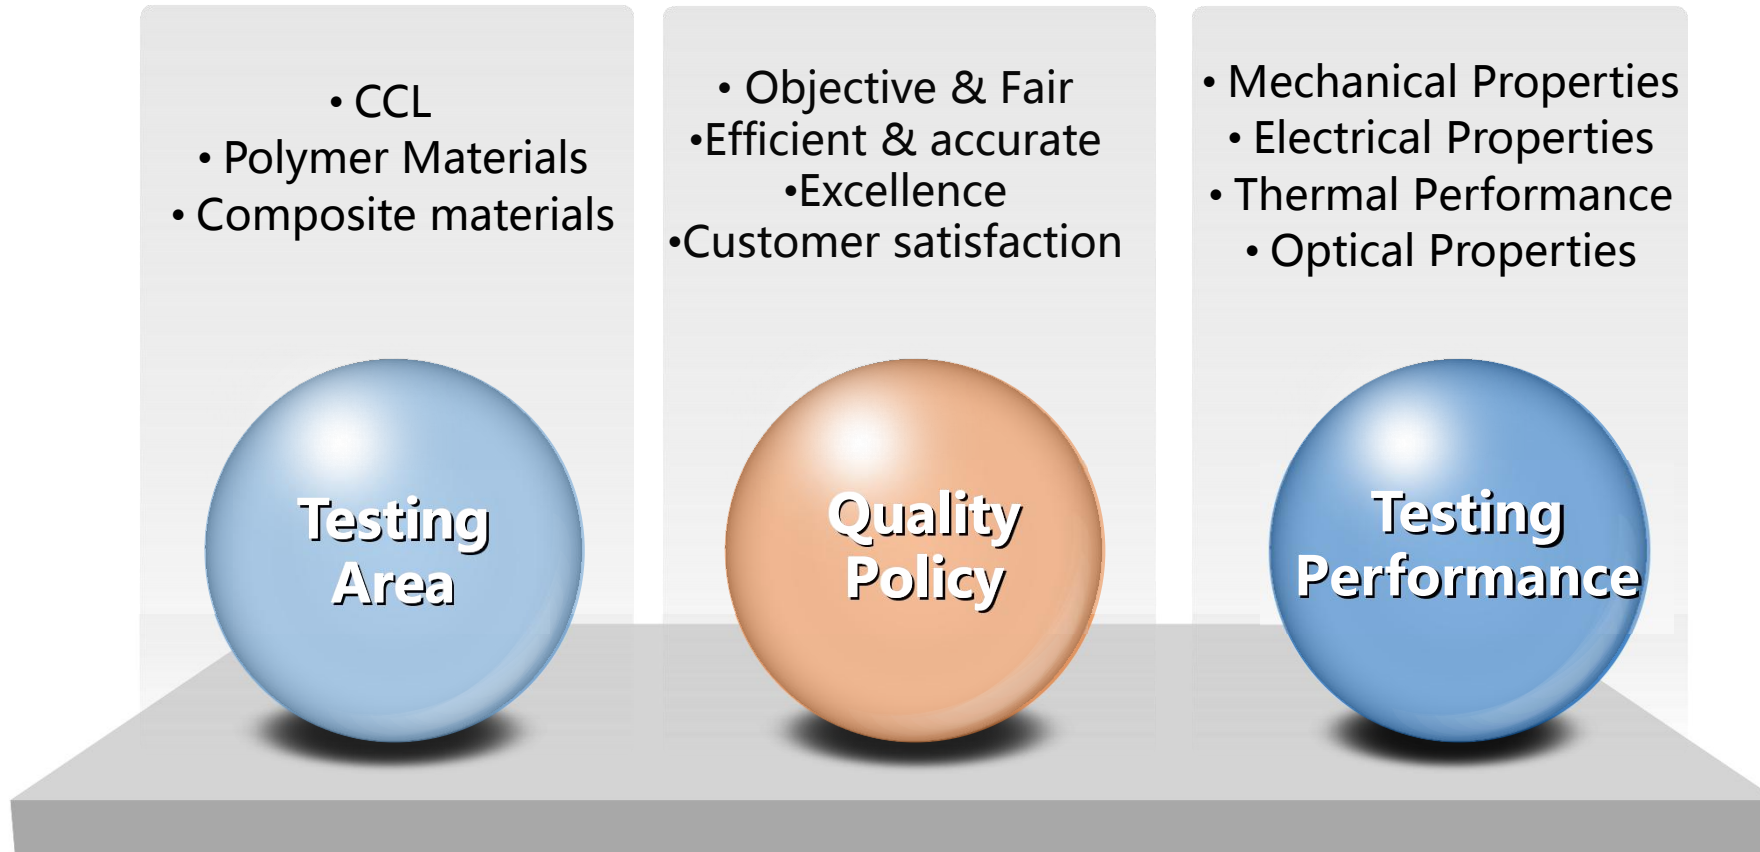 • CCL
• Polymer Materials
• Composite materials
Testing
Area
• Objective & Fair
•Efficient & accurate
•Excellence
•Customer satisfaction
Quality
Policy
• Mechanical Properties
• Electrical Properties
• Thermal Performance
• Optical Properties
Testing
Performance